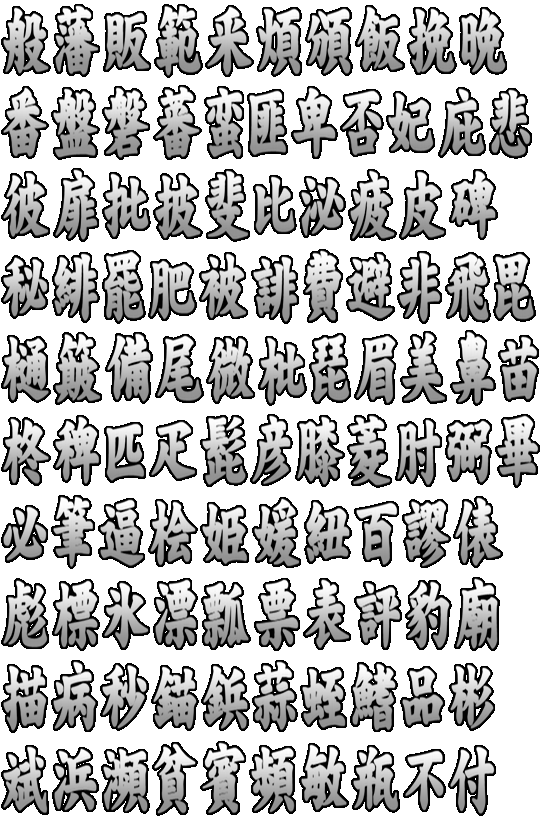 般藩販範釆煩頒飯挽晩
番盤磐蕃蛮匪卑否妃庇悲
彼扉批披斐比泌疲皮碑
秘緋罷肥被誹費避非飛毘
樋簸備尾微枇琵眉美鼻苗
柊稗匹疋髭彦膝菱肘弼畢
必筆逼桧姫媛紐百謬俵
彪標氷漂瓢票表評豹廟
描病秒錨鋲蒜蛭鰭品彬
斌浜瀕貧賓頻敏瓶不付